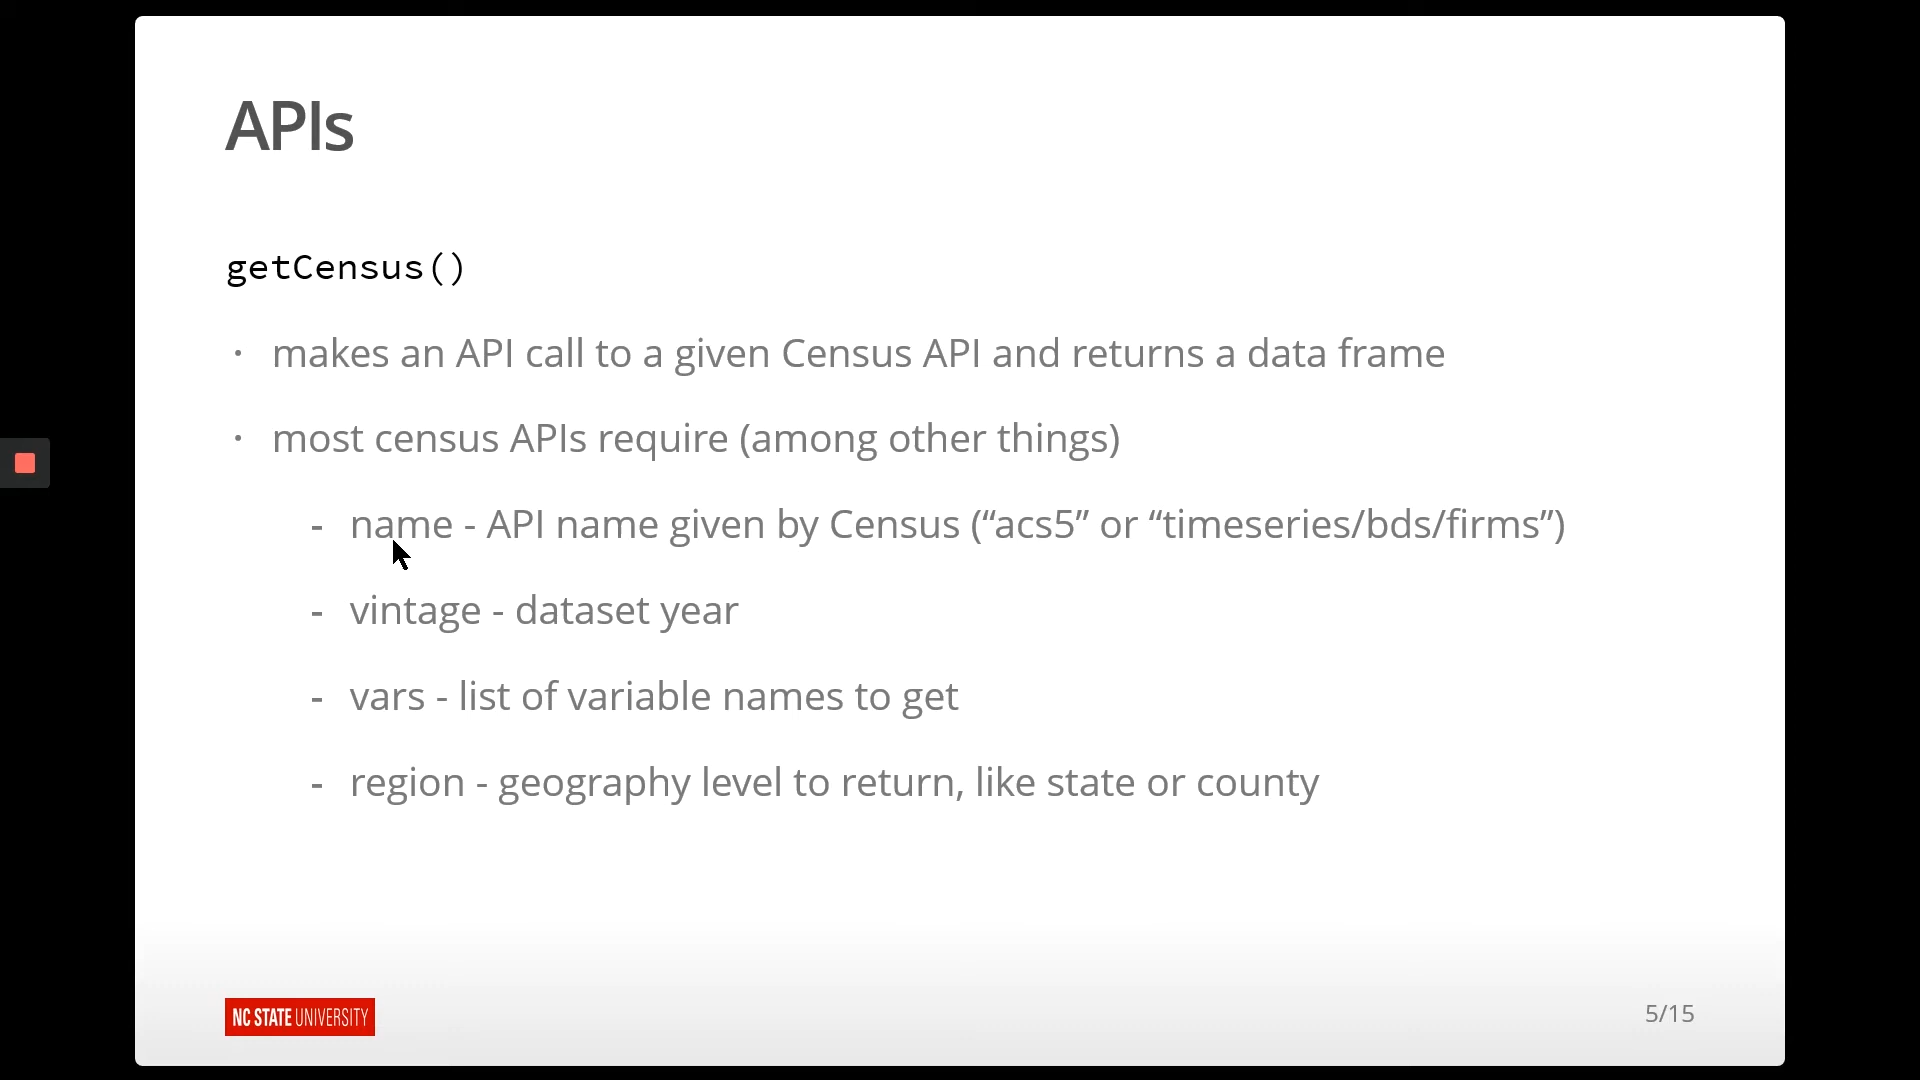 APIs
getCensus()
· makes an API call to a given Census API and returns a data frame
· most census APIs require (among other things)
- name - API name given by Census (“acs5” or “timeseries/bds/firms”)
- vintage - dataset year
- vars - list of variable names to get
- region - geography level to return, like state or county
NC STATE UNIVERSITY
5/15